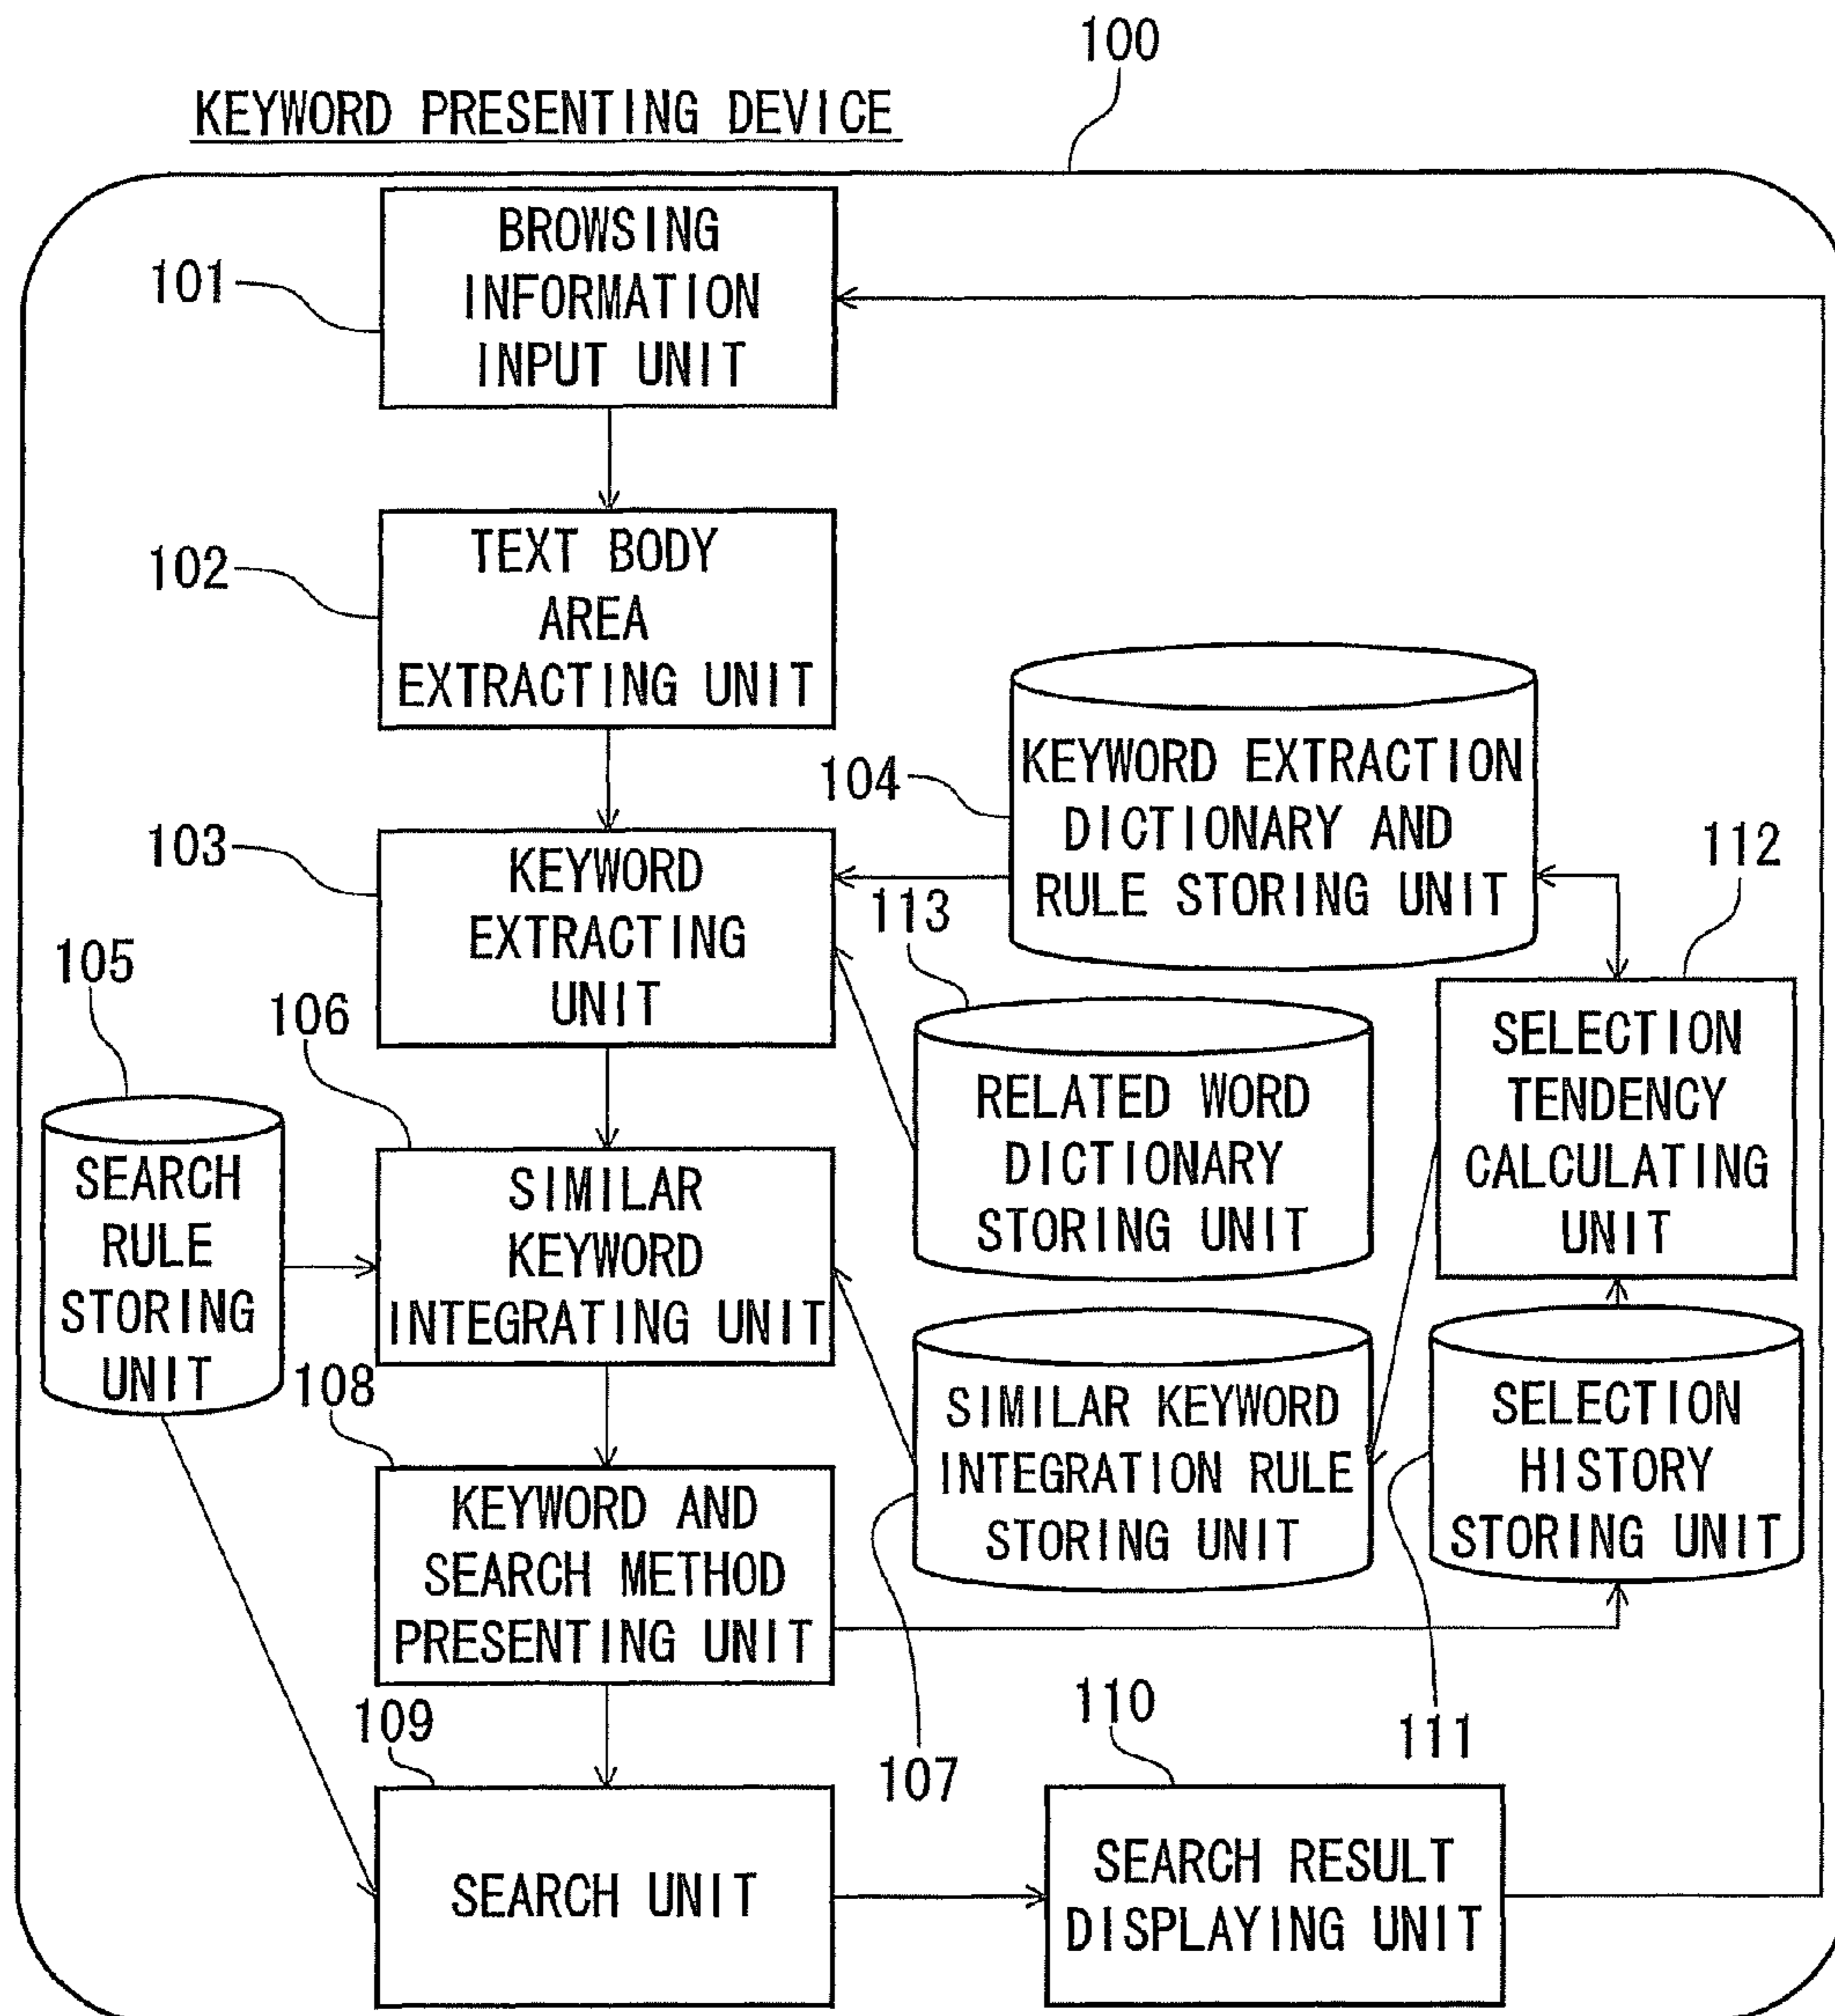 100
KEYWORD PRESENTING DEVICE
BROWSING
INFORMATION
INPUT UNIT
101
TEXT BODY
AREA
EXTRACTING UNIT
102
KEYWORD EXTRACTION
DICTIONARY AND
RULE STORING UNIT
104
103
KEYWORD
EXTRACTING
UNIT
113
112
105
106
RELATED WORD
DICTIONARY
STORING UNIT
SELECTION
TENDENCY
CALCULATING
UNIT
SEARCH
RULE
STORING
UNIT
SIMILAR
KEYWORD
INTEGRATING UNIT
108
SIMILAR KEYWORD
INTEGRATION RULE
STORING UNIT
SELECTION
HISTORY
STORING UNIT
KEYWORD AND
SEARCH METHOD
PRESENTING UNIT
109
107
110
111
SEARCH UNIT
SEARCH RESULT
DISPLAYING UNIT